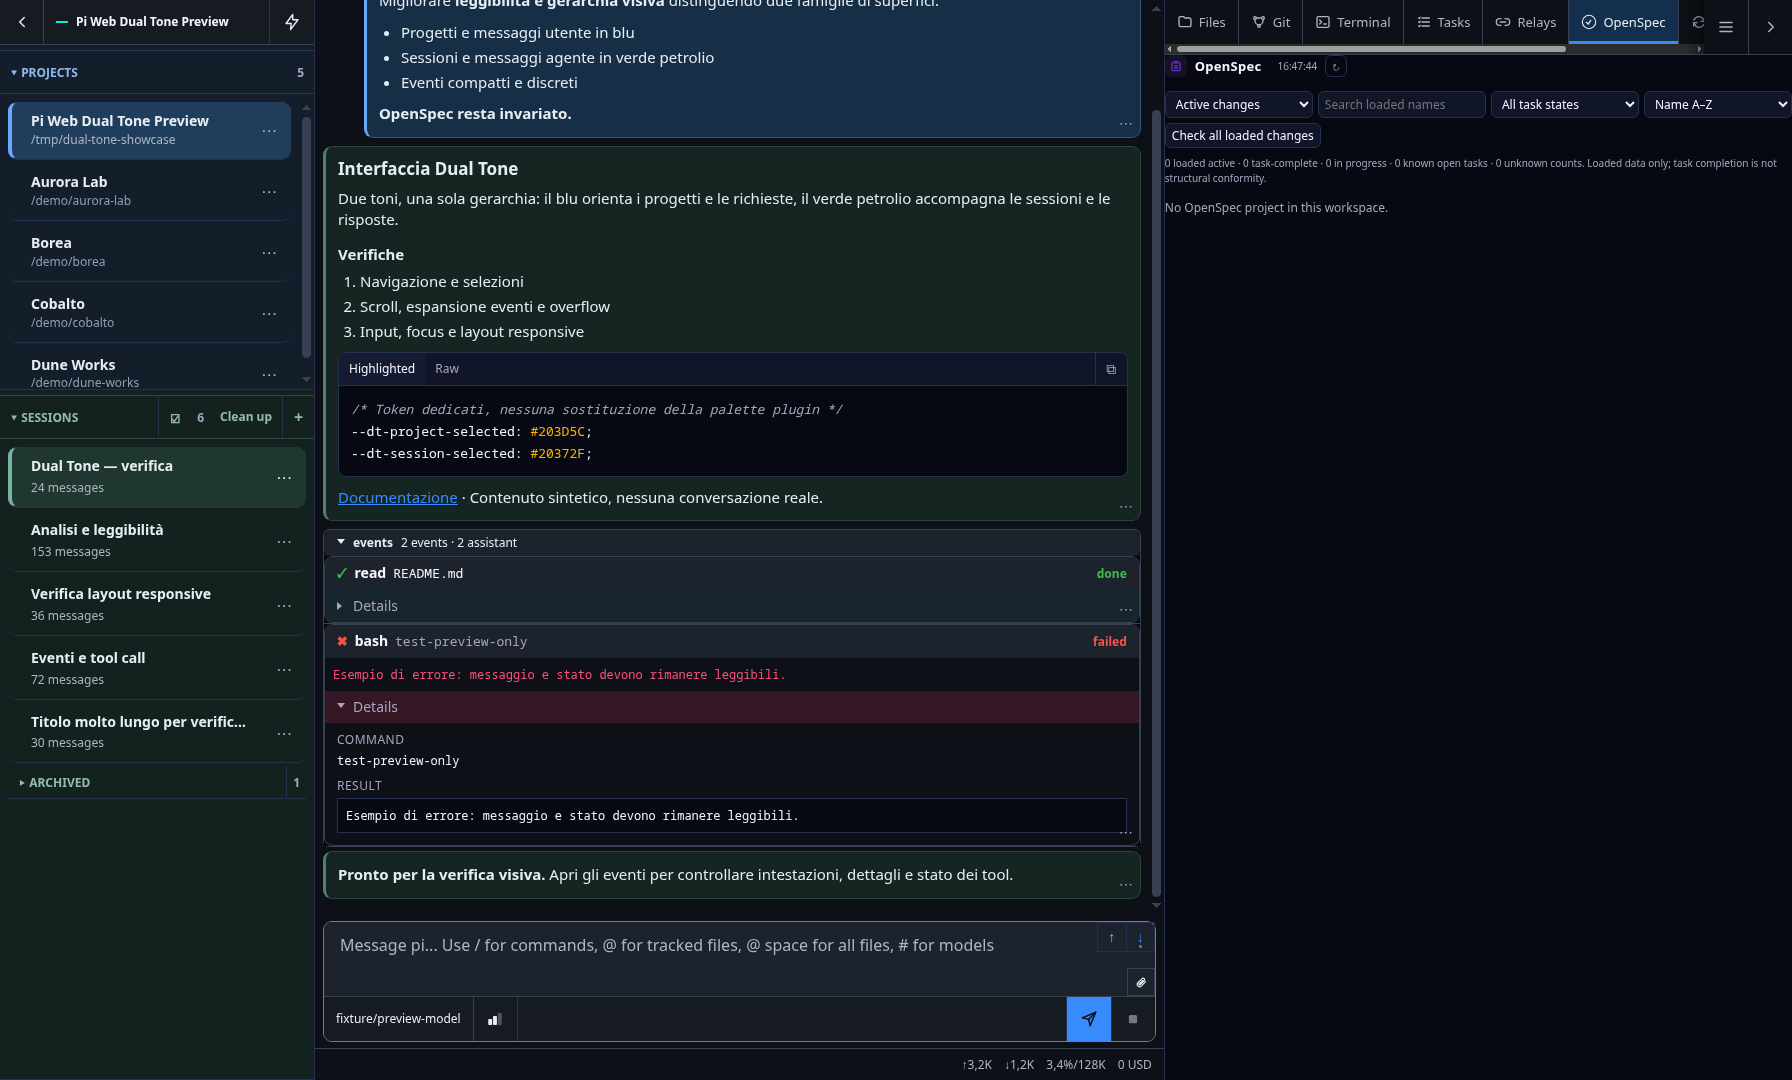 Pi Web Dual Tone Preview
PROJECTS 5
Pi Web Dual Tone Preview
/tmp/dual-tone-showcase
Aurora Lab
/demo/aurora-lab
Borea
/demo/borea
Cobalto
/demo/cobalto
Dune Works
/demo/dune-works
SESSIONS 6 Clean up +
Dual Tone — verifica
24 messages
Analisi e leggibilità
153 messages
Verifica layout responsive
36 messages
Eventi e tool call
72 messages
Titolo molto lungo per verific...
30 messages
ARCHIVED 1
Migliorare leggibilità e gerarchia visiva distinguendo due famiglie di superfici.
• Progetti e messaggi utente in blu
• Sessioni e messaggi agente in verde petrolio
• Eventi compatti e discreti
OpenSpec resta invariato.
Interfaccia Dual Tone
Due toni, una sola gerarchia: il blu orienta i progetti e le richieste, il verde petrolio accompagna le sessioni e le
risposte.
Verifiche
1. Navigazione e selezioni
2. Scroll, espansione eventi e overflow
3. Input, focus e layout responsive
Highlighted Raw
/* Token dedicati, nessuna sostituzione della palette plugin */
--dt-project-selected: #203D5C;
--dt-session-selected: #20372F;
Documentazione · Contenuto sintetico, nessuna conversazione reale.
events 2 events · 2 assistant
✓ read README.md done
Details
✖ bash test-preview-only failed
Esempio di errore: messaggio e stato devono rimanere leggibili.
Details
COMMAND
test-preview-only
RESULT
Esempio di errore: messaggio e stato devono rimanere leggibili.
Pronto per la verifica visiva. Apri gli eventi per controllare intestazioni, dettagli e stato dei tool.
Message pi... Use / for commands, @ for tracked files, @ space for all files, # for models
fixture/preview-model
↑3,2K ↓1,2K 3,4%/128K 0 USD
Files Git Terminal Tasks Relays OpenSpec
OpenSpec 16:47:44
Active changes Search loaded names All task states Name A–Z
Check all loaded changes
0 loaded active · 0 task-complete · 0 in progress · 0 known open tasks · 0 unknown counts. Loaded data only; task completion is not
structural conformity.
No OpenSpec project in this workspace.